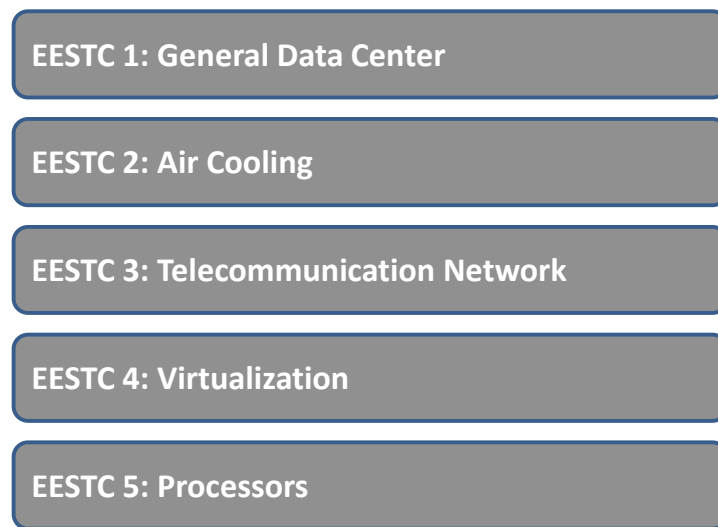 EESTC 1: General Data Center
EESTC 2: Air Cooling
EESTC 3: Telecommunication Network
EESTC 4: Virtualization
EESTC 5: Processors